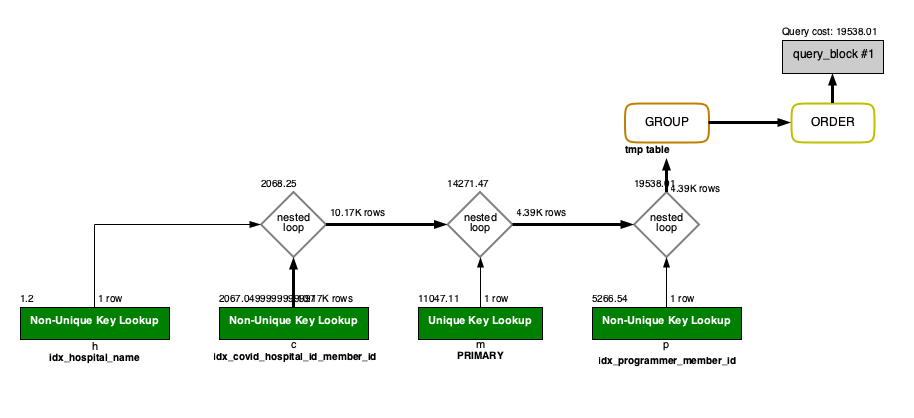 Query cost: 19538.01
query_block #1
GROUP
ORDER
tmp table
2068.25
14271.47
19538.01
4.39K rows
nested
loop
10.17K rows
nested
loop
4.39K rows
nested
loop
1.2
1 row
2067.0499999999997
10.17K rows
11047.11
1 row
5266.54
1 row
Non-Unique Key Lookup
Non-Unique Key Lookup
Unique Key Lookup
Non-Unique Key Lookup
h
c
m
p
idx_hospital_name
idx_covid_hospital_id_member_id
PRIMARY
idx_programmer_member_id